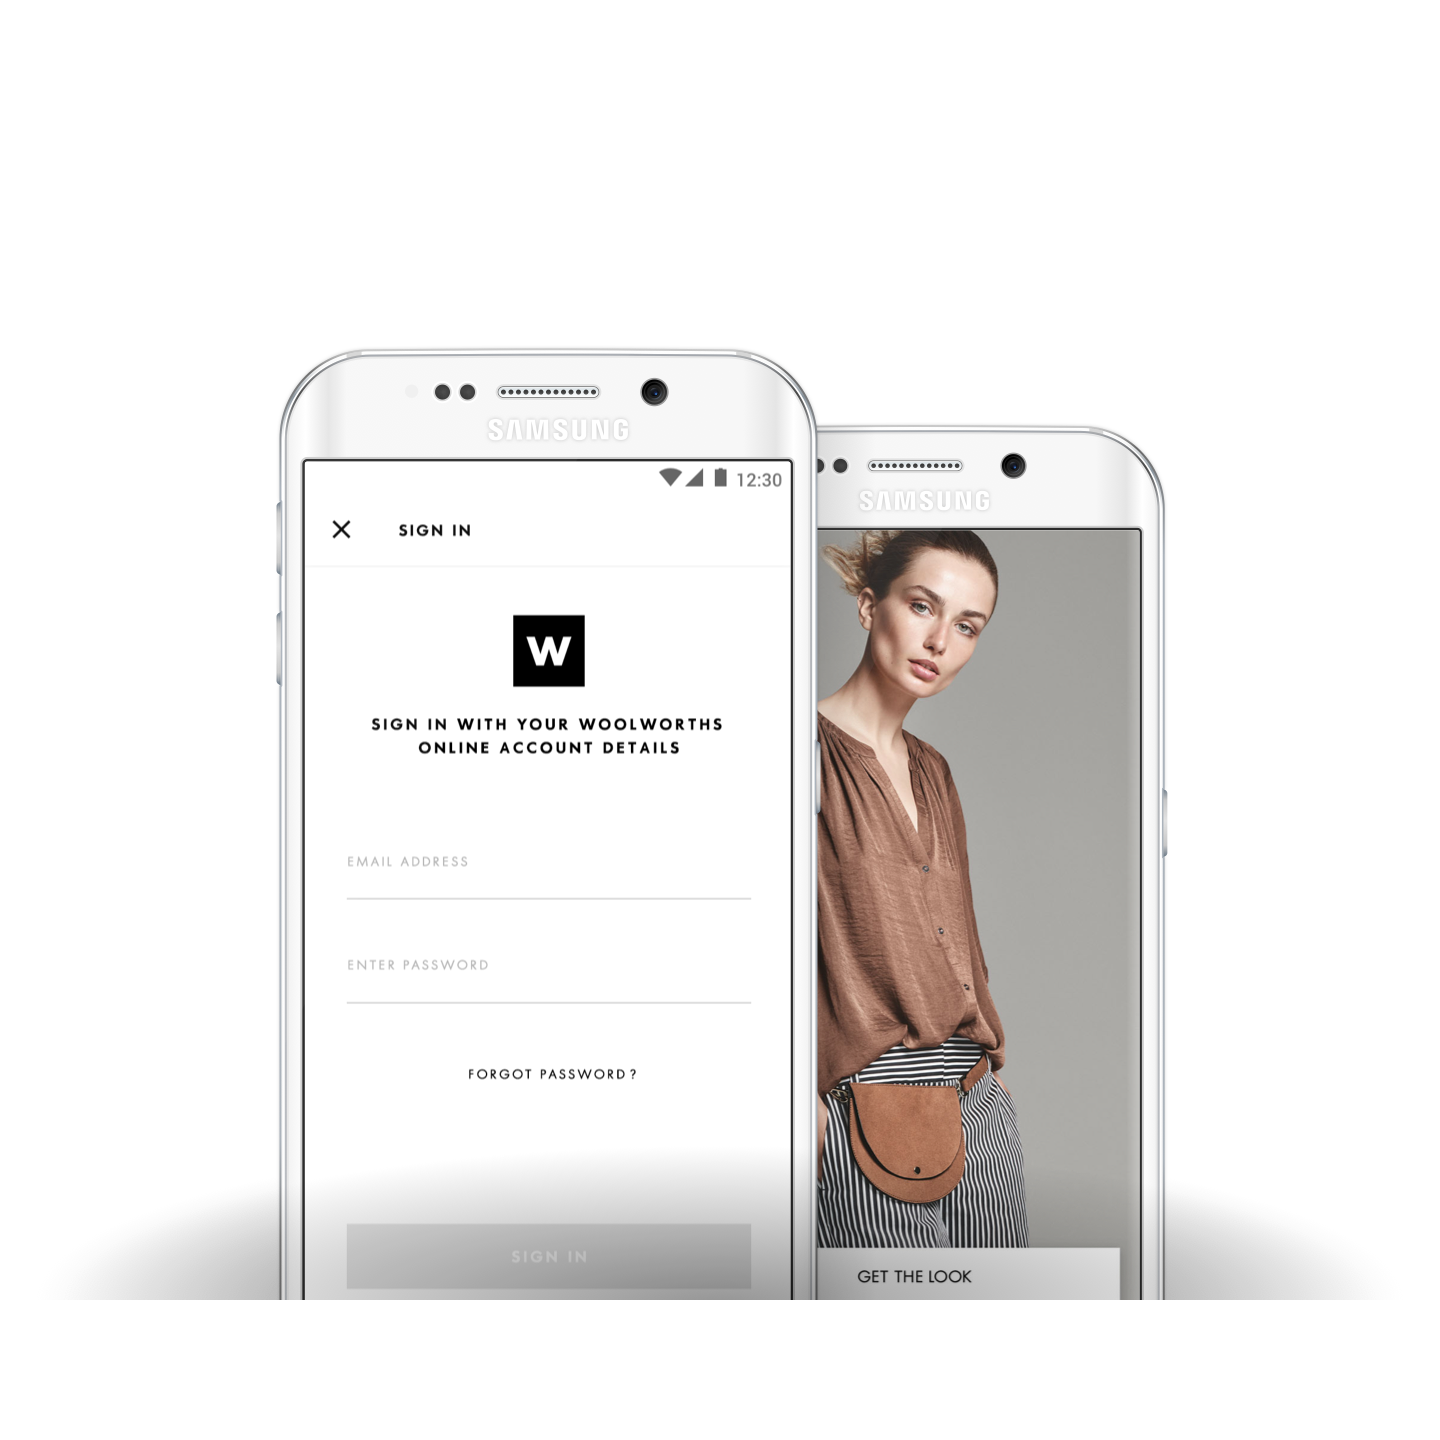 SAMSUNG
12:30
SIGN IN
W
SIGN IN WITH YOUR WOOLWORTHS
ONLINE ACCOUNT DETAILS
EMAIL ADDRESS
ENTER PASSWORD
FORGOT PASSWORD?
SIGN IN
SAMSUNG
GET THE LOOK